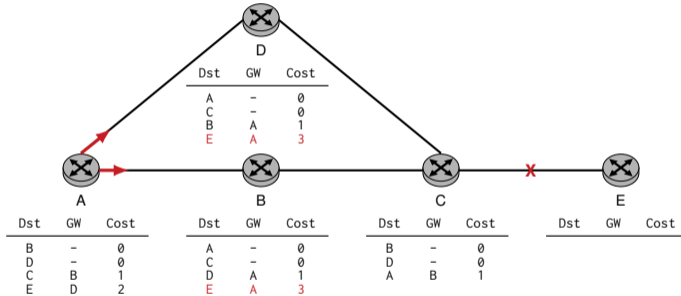 D
Dst GW Cost
A - 0
C - 0
B A 1
E A 3
X
A
B
C
E
Dst GW Cost
B - 0
D - 0
C B 1
E D 2
Dst GW Cost
A - 0
C - 0
D A 1
E A 3
Dst GW Cost
B - 0
D - 0
A B 1
Dst GW Cost